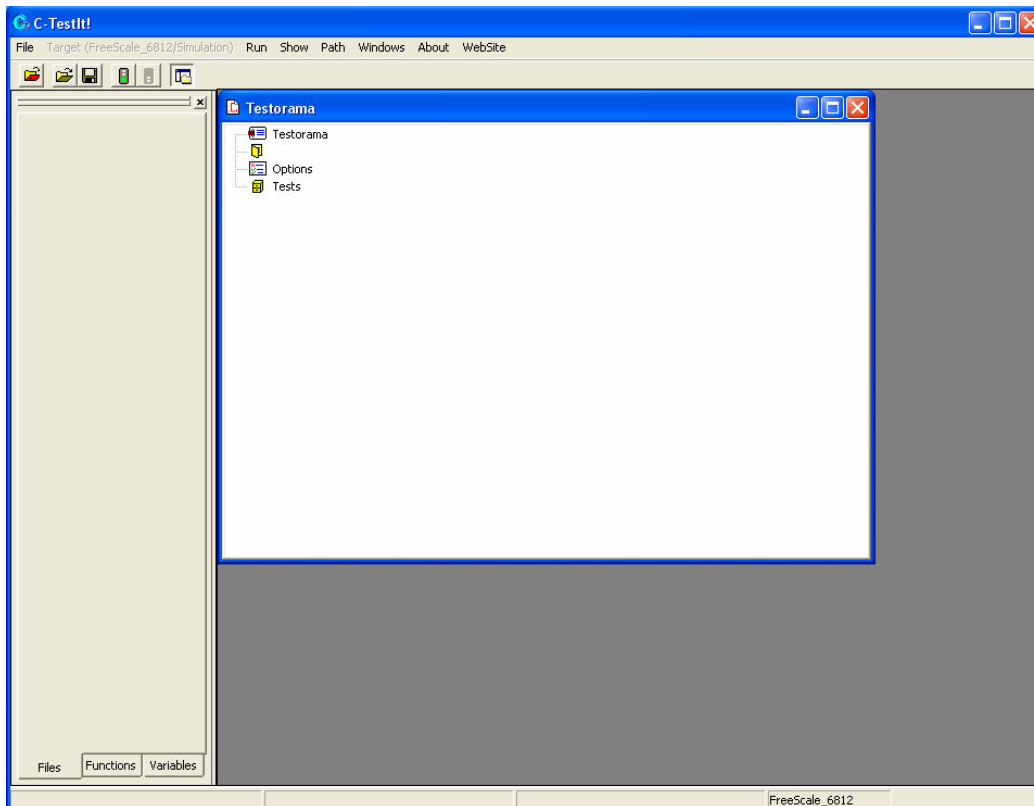 C-TestIt!
File Target (FreeScale_6812/Simulation) Run Show Path Windows About WebSite
Testorama
Testorama
Options
Tests
Files Functions Variables
FreeScale_6812